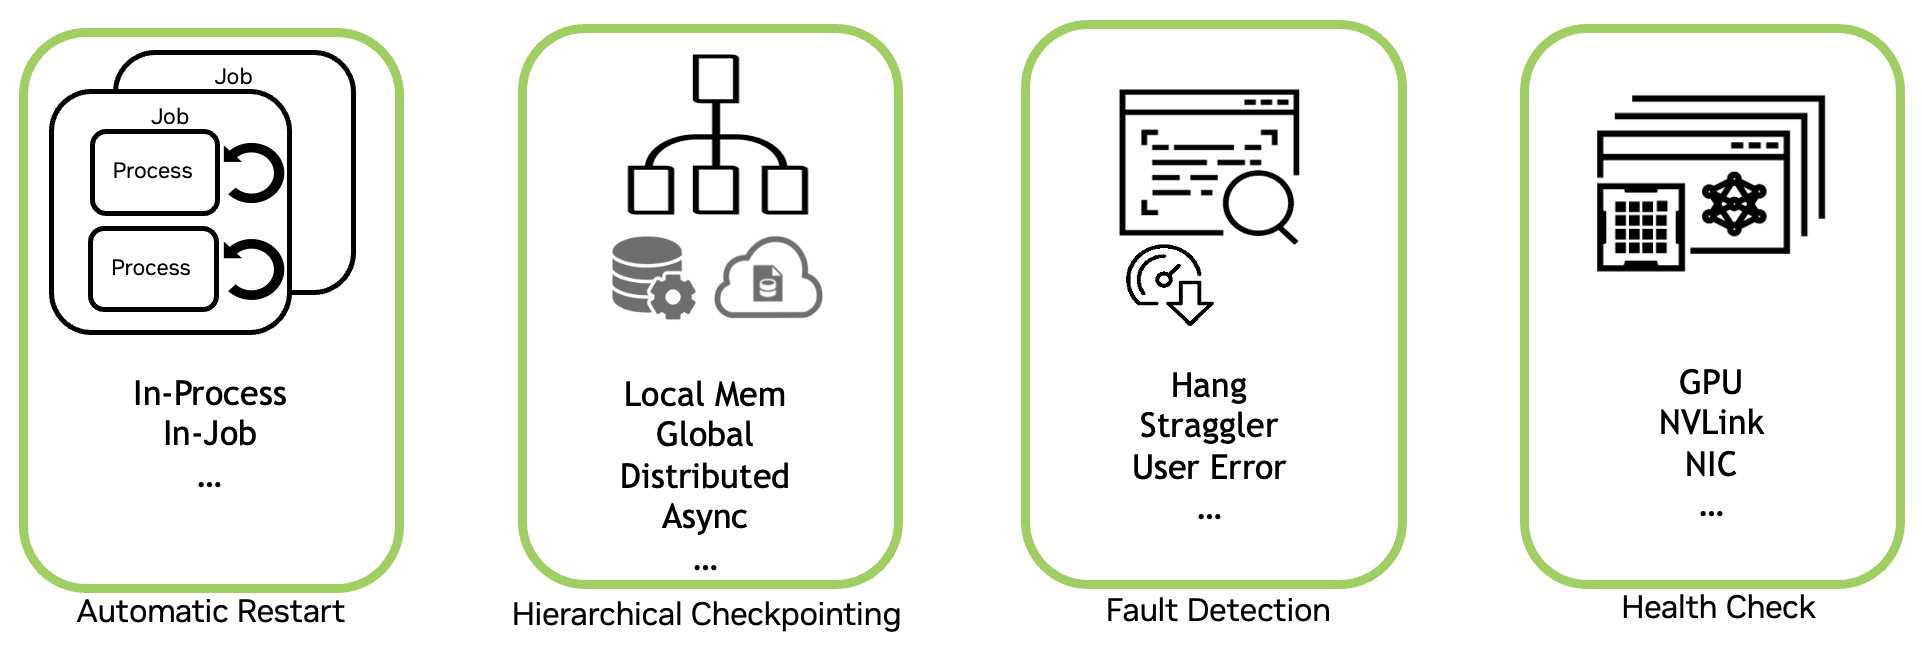 Job
Job
Process
Process
In-Process
In-Job
...
Automatic Restart
Local Mem
Global
Distributed
Async
...
Hierarchical Checkpointing
Hang
Straggler
User Error
...
Fault Detection
GPU
NVLink
NIC
...
Health Check